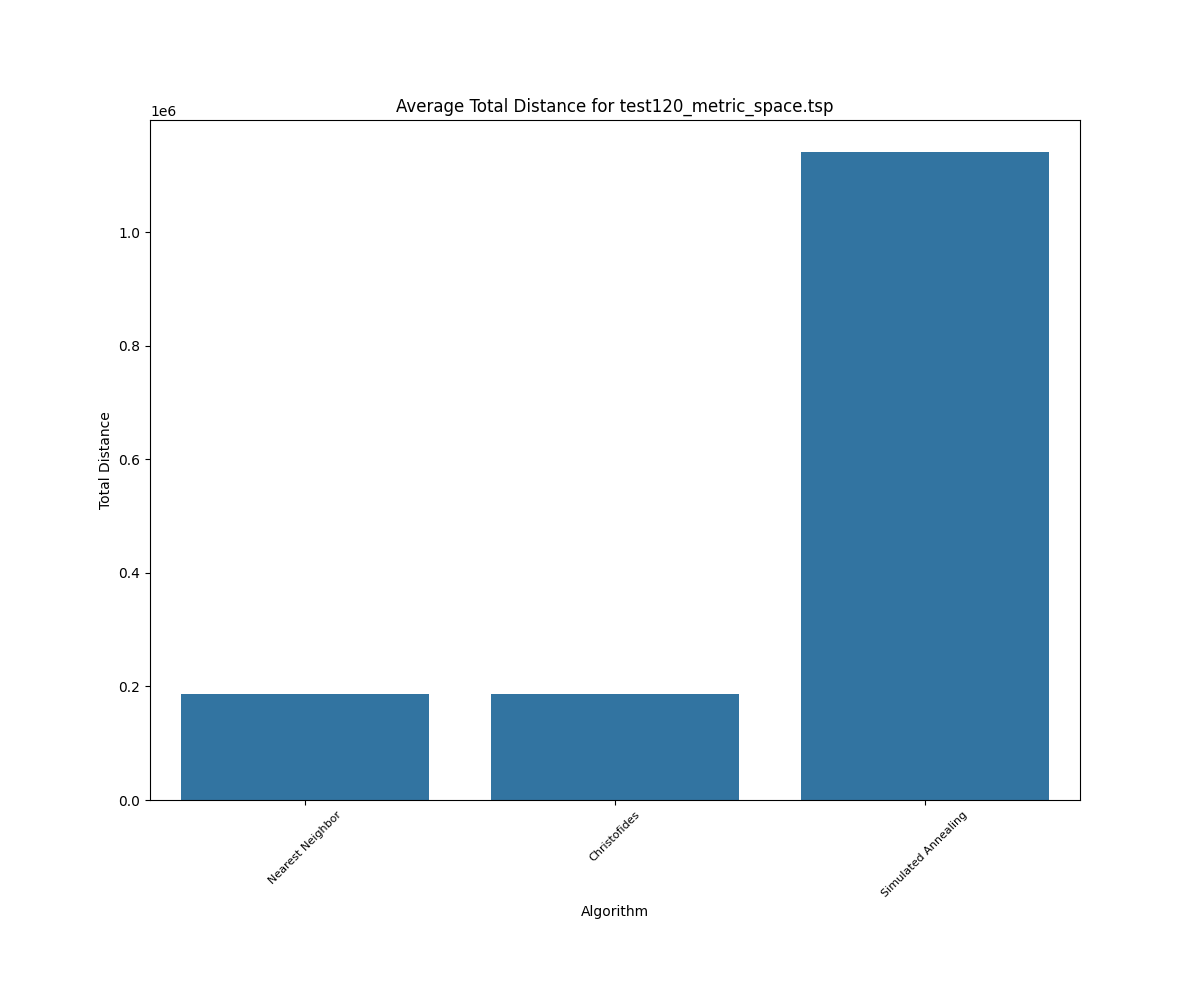 Average Total Distance for test120_metric_space.tsp
1e6
1.0
0.8
0.6
0.4
0.2
0.0
Total Distance
Nearest Neighbor
Christofides
Simulated Annealing
Algorithm